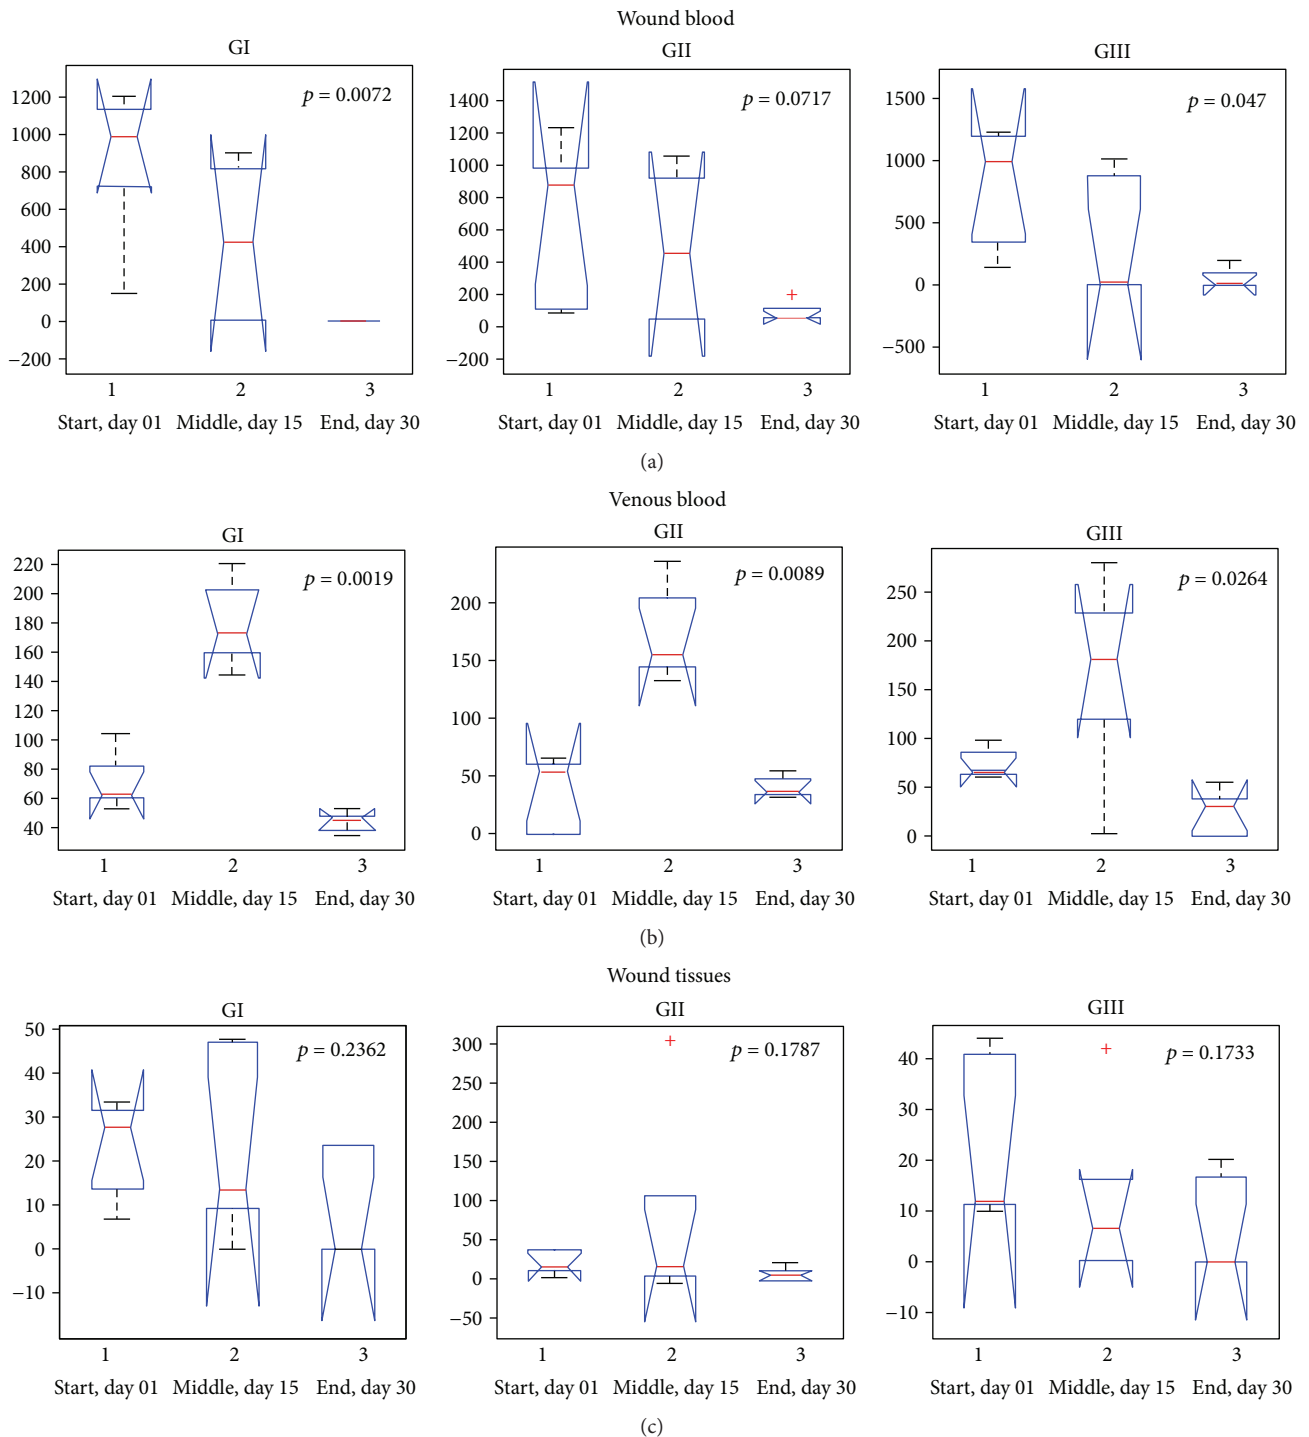 Wound blood
GI
GII
GIII
p = 0.0072
p = 0.0717
p = 0.047
1200
1000
800
600
400
200
0
−200
1400
1200
1000
800
600
400
200
0
−200
1500
1000
500
0
−500
1 2 3
1 2 3
1 2 3
Start, day 01 Middle, day 15 End, day 30
Start, day 01 Middle, day 15 End, day 30
Start, day 01 Middle, day 15 End, day 30
(a)
Venous blood
GI
GII
GIII
p = 0.0019
p = 0.0089
p = 0.0264
220
200
180
160
140
120
100
80
60
40
200
150
100
50
0
250
200
150
100
50
0
1 2 3
1 2 3
1 2 3
Start, day 01 Middle, day 15 End, day 30
Start, day 01 Middle, day 15 End, day 30
Start, day 01 Middle, day 15 End, day 30
(b)
Wound tissues
GI
GII
GIII
p = 0.2362
p = 0.1787
p = 0.1733
50
40
30
20
10
0
−10
300
250
200
150
100
50
0
−50
40
30
20
10
0
−10
1 2 3
1 2 3
1 2 3
Start, day 01 Middle, day 15 End, day 30
Start, day 01 Middle, day 15 End, day 30
Start, day 01 Middle, day 15 End, day 30
(c)